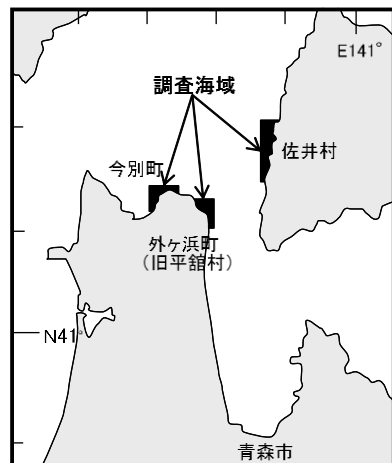 E141°
調査海域
佐井村
今別町
外ヶ浜町
（旧平舘村）
N41°
青森市